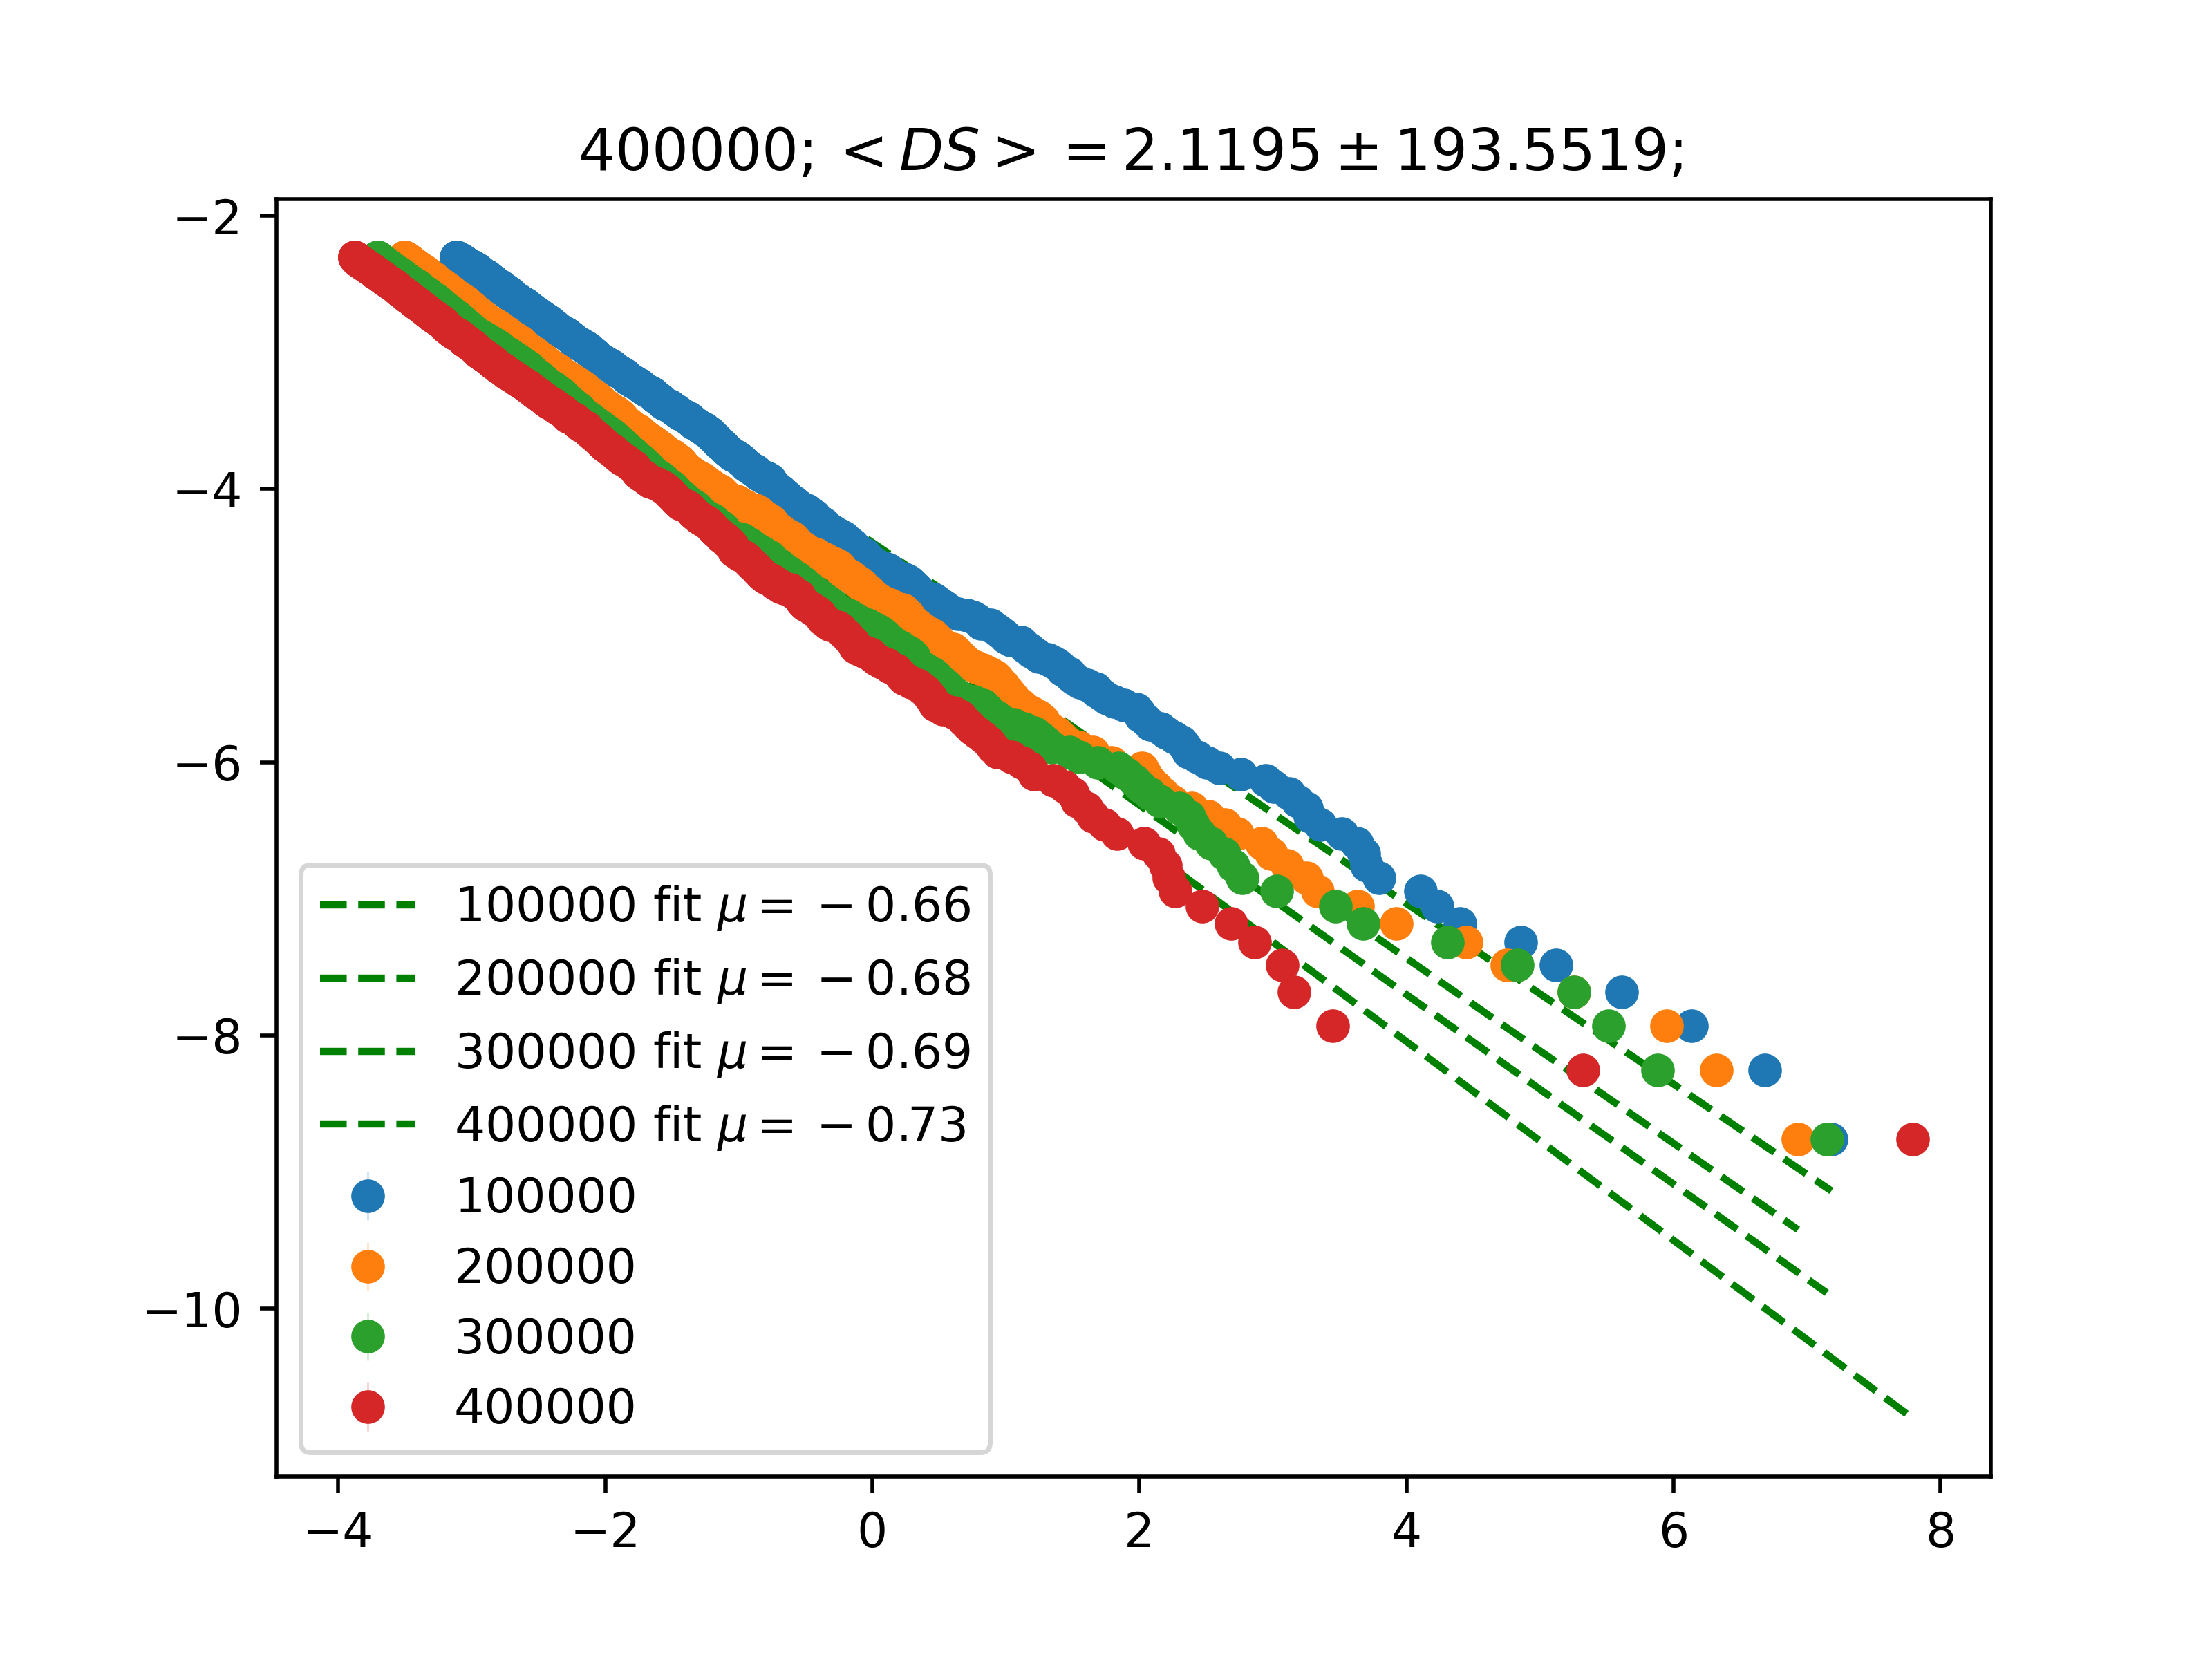 400000; < DS > = 2.1195 ± 193.5519;
−2
−4
−6
−8
−10
100000 fit μ = −0.66
200000 fit μ = −0.68
300000 fit μ = −0.69
400000 fit μ = −0.73
100000
200000
300000
400000
−4 −2 0 2 4 6 8